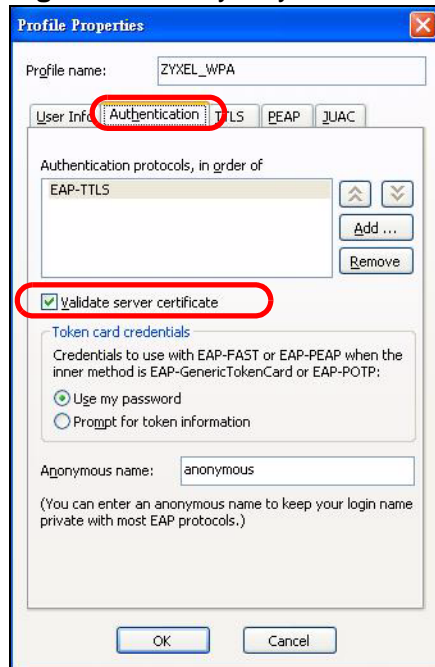 Profile Properties
Profile name: ZYXEL_WPA
User Info Authentication TTLS PEAP JUAC
Authentication protocols, in order of
EAP-TTLS
Add ...
Remove
Validate server certificate
Token card credentials
Credentials to use with EAP-FAST or EAP-PEAP when the
inner method is EAP-GenericTokenCard or EAP-POTP:
Use my password
Prompt for token information
Anonymous name: anonymous
(You can enter an anonymous name to keep your login name
private with most EAP protocols.)
OK Cancel